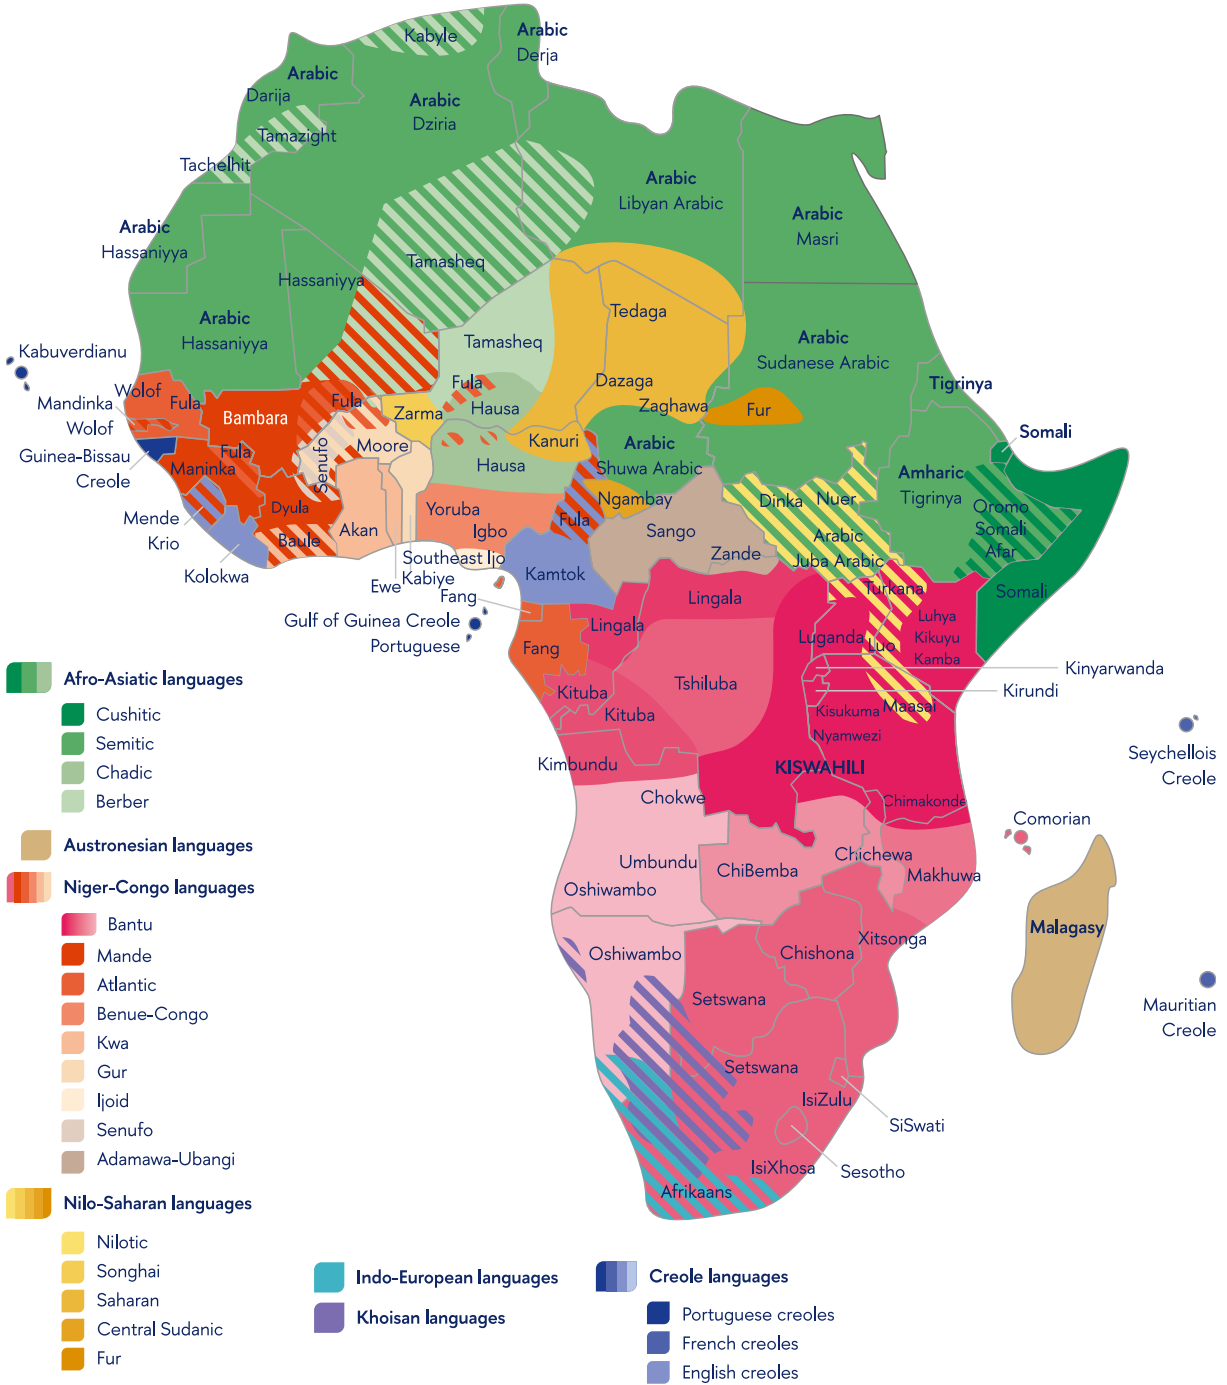 Kabyle
Arabic
Derja
Arabic
Darija
Arabic
Dziria
Tamazight
Tachelhit
Arabic
Libyan Arabic
Arabic
Masri
Arabic
Hassaniyya
Hassaniyya
Tamasheq
Arabic
Hassaniyya
Tedaga
Arabic
Sudanese Arabic
Tamasheq
Kabuverdianu
Wolof
Fula
Mandinka
Wolof
Bambara
Fula
Zarma
Fula
Hausa
Dazaga
Zaghawa
Fur
Tigrinya
Somali
Guinea-Bissau
Creole
Maninka
Fula
Senufo
Moore
Hausa
Kanuri
Arabic
Shuwa Arabic
Amharic
Tigrinya
Oromo
Somali
Afar
Mende
Krio
Dyula
Baule
Akan
Yoruba
Igbo
Fula
Ngambay
Sango
Zande
Dinka
Nuer
Arabic
Juba Arabic
Kolokwa
Ewe
Kabiye
Southeast Ijo
Kamtok
Fang
Lingala
Lingala
Turkana
Somali
Gulf of Guinea Creole
Portuguese
Fang
Luganda
Luo
Luhya
Kikuyu
Kamba
Kinyarwanda
Kirundi
Kituba
Kituba
Tshiluba
Kisukuma
Nyamwezi
Maasai
Kimbundu
KISWAHILI
Chokwe
Chimakonde
Seychellois
Creole
Comorian
Umbundu
Oshiwambo
ChiBemba
Chichewa
Makhuwa
Malagasy
Oshiwambo
Chishona
Xitsonga
Setswana
Mauritian
Creole
Setswana
IsiZulu
SiSwati
IsiXhosa
Sesotho
Afrikaans
Afro-Asiatic languages
Cushitic
Semitic
Chadic
Berber
Austronesian languages
Niger-Congo languages
Bantu
Mande
Atlantic
Benue-Congo
Kwa
Gur
Ijoid
Senufo
Adamawa-Ubangi
Nilo-Saharan languages
Nilotic
Songhai
Saharan
Central Sudanic
Fur
Indo-European languages
Khoisan languages
Creole languages
Portuguese creoles
French creoles
English creoles